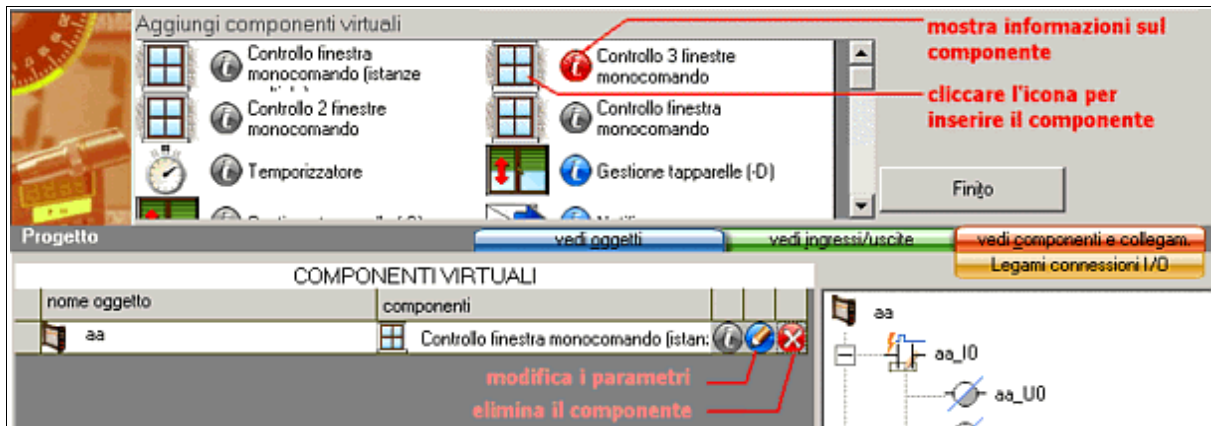 Aggiungi componenti virtuali
Controllo finestra
monocomando (istanze
Controllo 3 finestre
monocomando
Controllo 2 finestre
monocomando
Controllo finestra
monocomando
Temporizzatore
Gestione tapparelle (-D)
mostra informazioni sul
componente
cliccare l'icona per
inserire il componente
Finito
Progetto
vedi oggetti
vedi ingressi/uscite
vedi componenti e collegam.
Legami connessioni I/O
COMPONENTI VIRTUALI
nome oggetto
componenti
aa
Controllo finestra monocomando (istan:
modifica i parametri
elimina il componente
aa
aa_I0
aa_U0